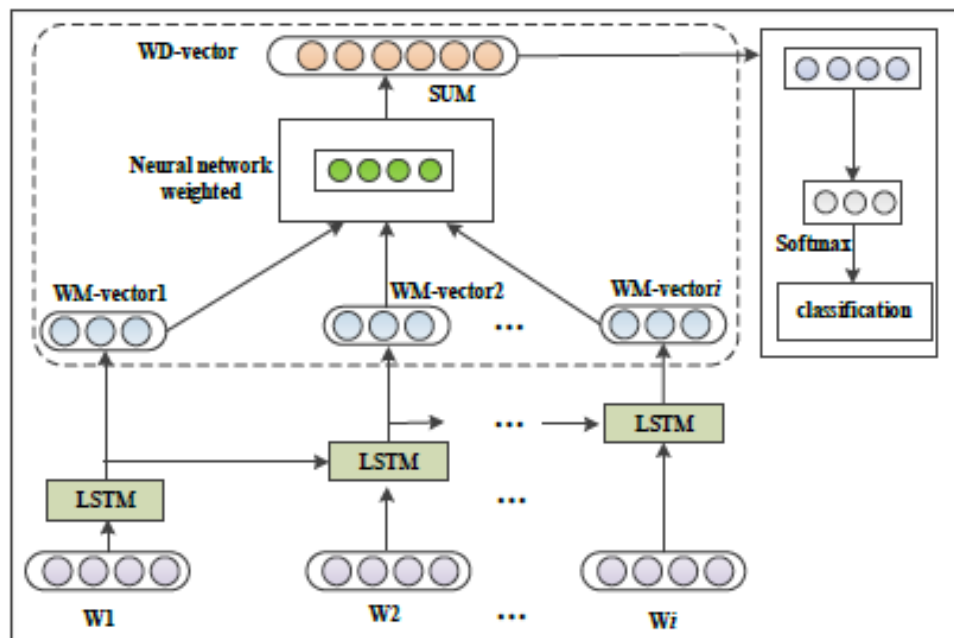 WD-vector
SUM
Neural network
weighted
Softmax
WM-vector1
WM-vector2
WM-vectori
classification
...
LSTM
...
LSTM
LSTM
...
W1
W2
...
Wi